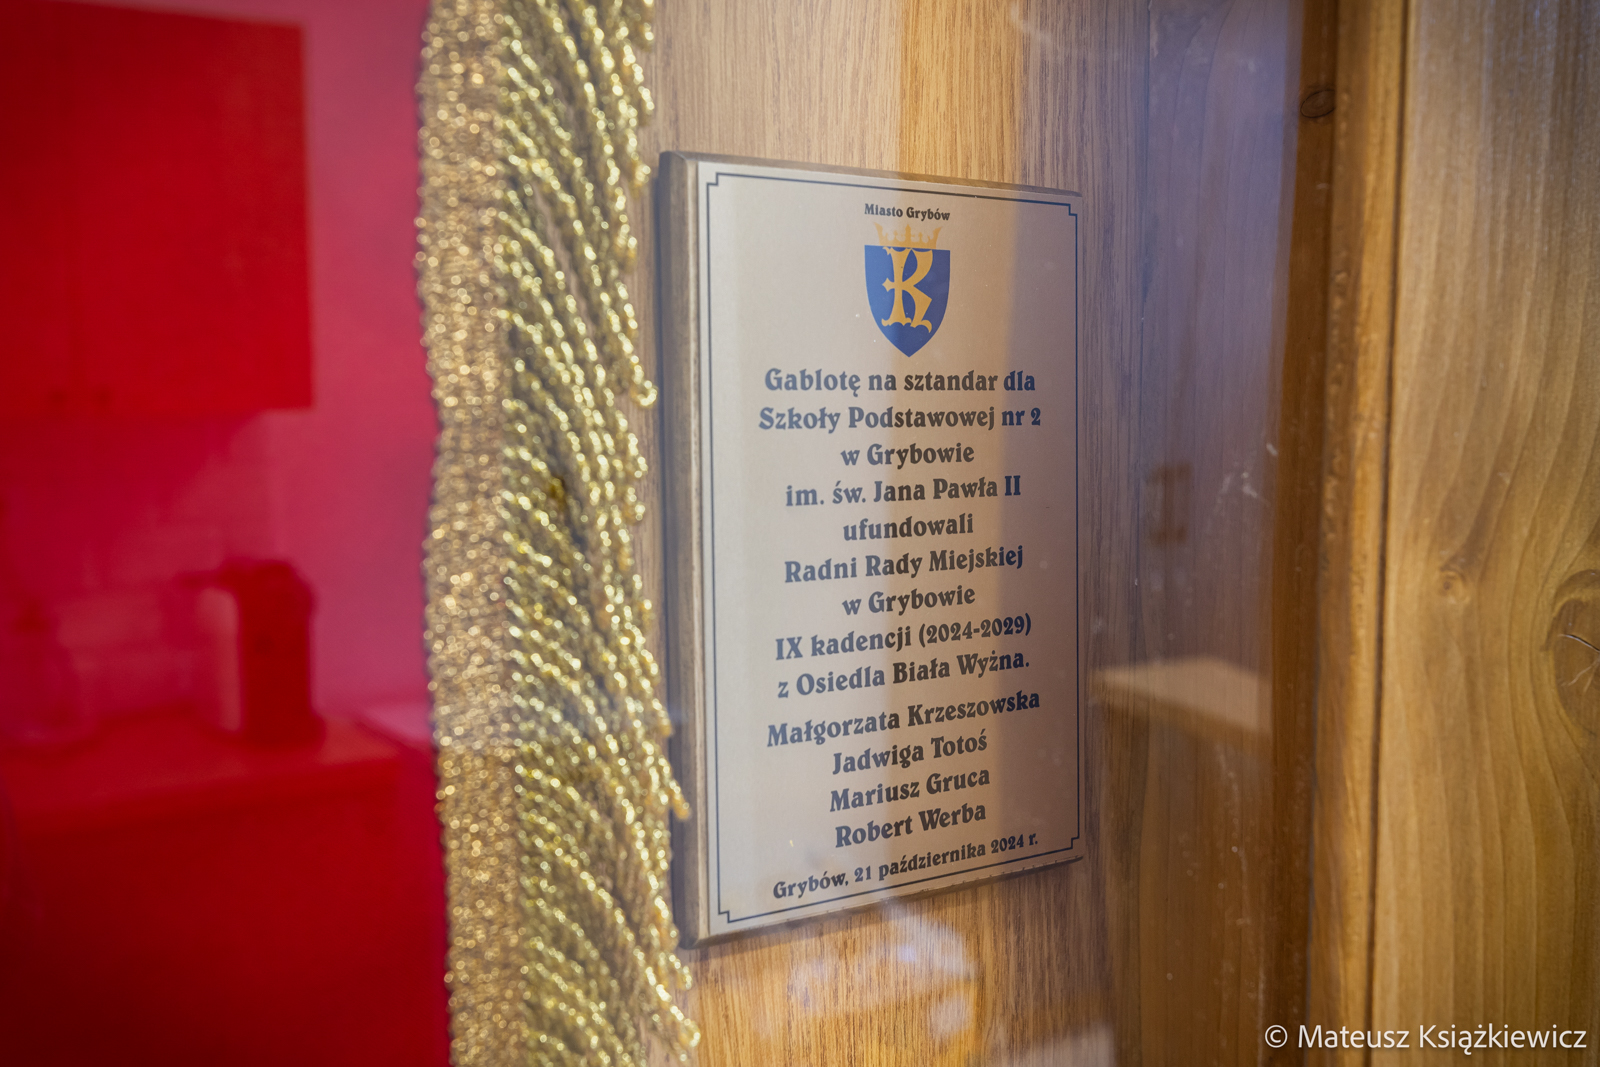 Miasto Grybów
K
Gablotę na sztandar dla
Szkoły Podstawowej nr 2
w Grybowie
im. św. Jana Pawła II
ufundowali
Radni Rady Miejskiej
w Grybowie
IX kadencji (2024-2029)
z Osiedla Biała Wyżna.
Małgorzata Krzeszowska
Jadwiga Totoś
Mariusz Gruca
Robert Werba
Grybów, 21 października 2024 r.
© Mateusz Książkiewicz